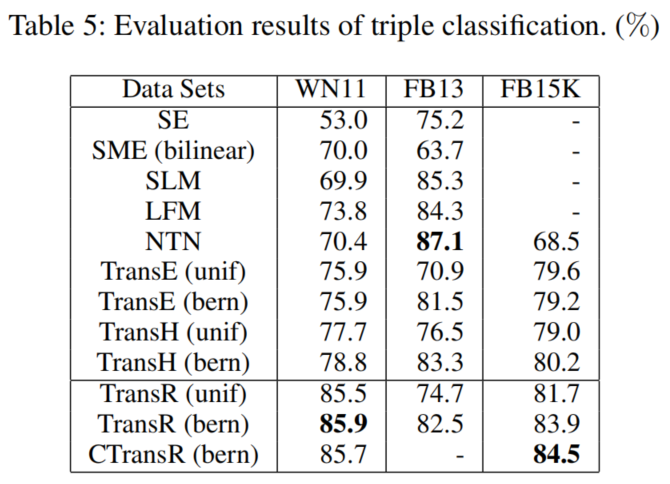 Table 5: Evaluation results of triple classification. (%)
Data Sets WN11 FB13 FB15K
SE 53.0 75.2 -
SME (bilinear) 70.0 63.7 -
SLM 69.9 85.3 -
LFM 73.8 84.3 -
NTN 70.4 87.1 68.5
TransE (unif) 75.9 70.9 79.6
TransE (bern) 75.9 81.5 79.2
TransH (unif) 77.7 76.5 79.0
TransH (bern) 78.8 83.3 80.2
TransR (unif) 85.5 74.7 81.7
TransR (bern) 85.9 82.5 83.9
CTransR (bern) 85.7 - 84.5